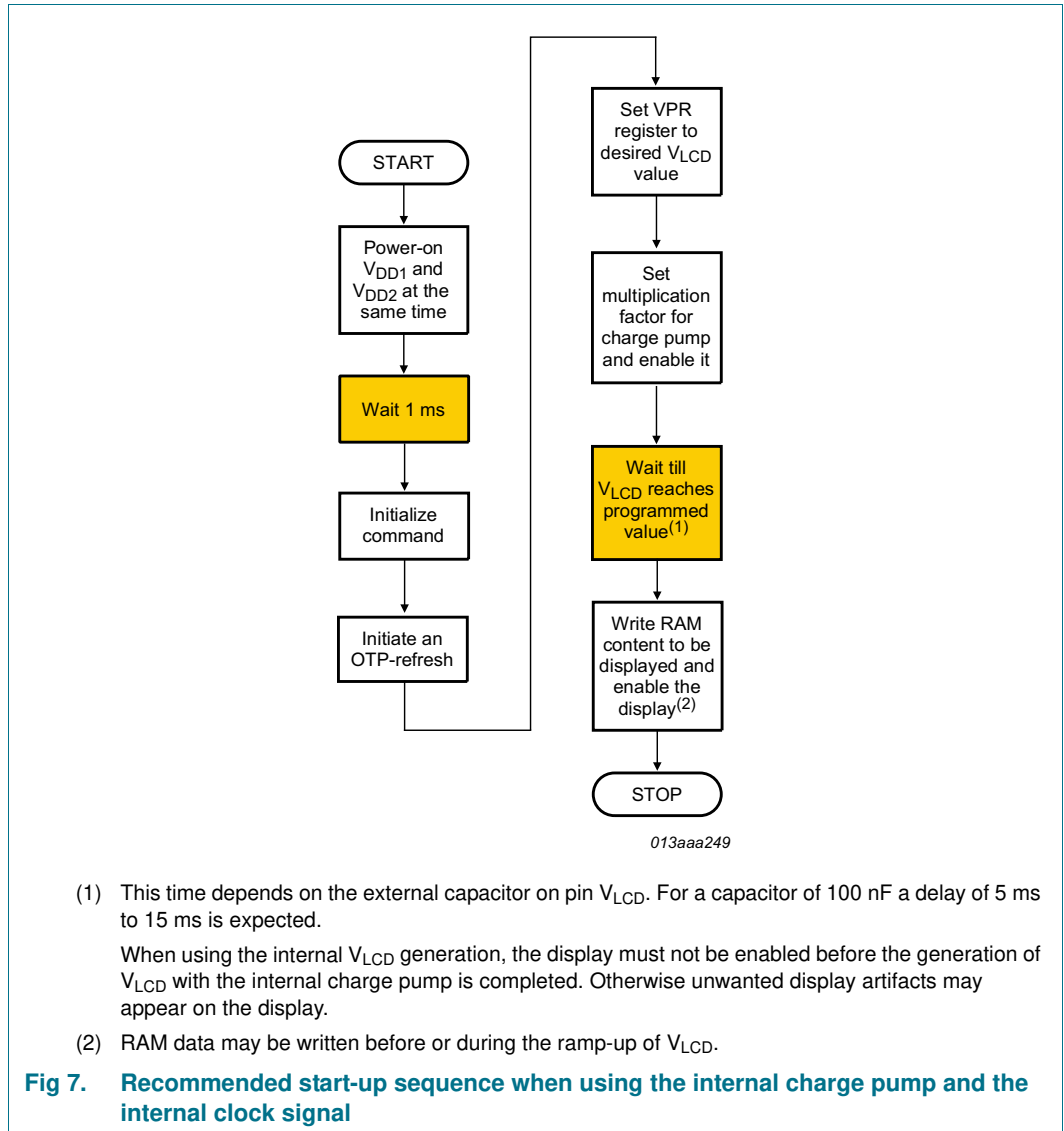 START
Power-on
VDD1 and
VDD2 at the
same time
Wait 1 ms
Initialize
command
Initiate an
OTP-refresh
Set VPR
register to
desired VLCD
value
Set
multiplication
factor for
charge pump
and enable it
Wait till
VLCD reaches
programmed
value(1)
Write RAM
content to be
displayed and
enable the
display(2)
STOP
013aaa249
(1) This time depends on the external capacitor on pin VLCD. For a capacitor of 100 nF a delay of 5 ms
to 15 ms is expected.
When using the internal VLCD generation, the display must not be enabled before the generation of
VLCD with the internal charge pump is completed. Otherwise unwanted display artifacts may
appear on the display.
(2) RAM data may be written before or during the ramp-up of VLCD.
Fig 7. Recommended start-up sequence when using the internal charge pump and the
internal clock signal